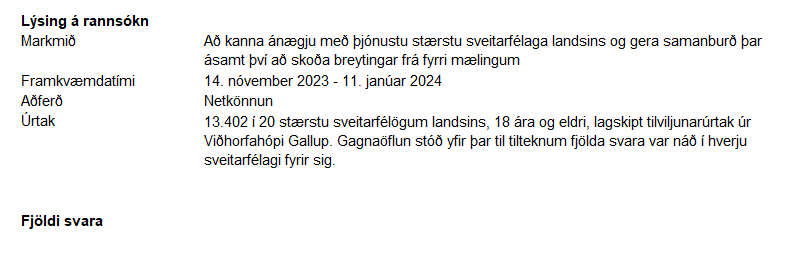 Lýsing á rannsókn
Markmið Að kanna ánægju með þjónustu stærstu sveitarfélaga landsins og gera samanburð þar
ásamt því að skoða breytingar frá fyrri mælingum
Framkvæmdatími 14. nóvember 2023 - 11. janúar 2024
Aðferð Netkönnun
Úrtak 13.402 í 20 stærstu sveitarfélögum landsins, 18 ára og eldri, lagskipt tilviljunarúrtak úr
Viðhorfahópi Gallup. Gagnaöflun stóð yfir þar til tilteknum fjölda svara var náð í hverju
sveitarfélagi fyrir sig.
Fjöldi svara